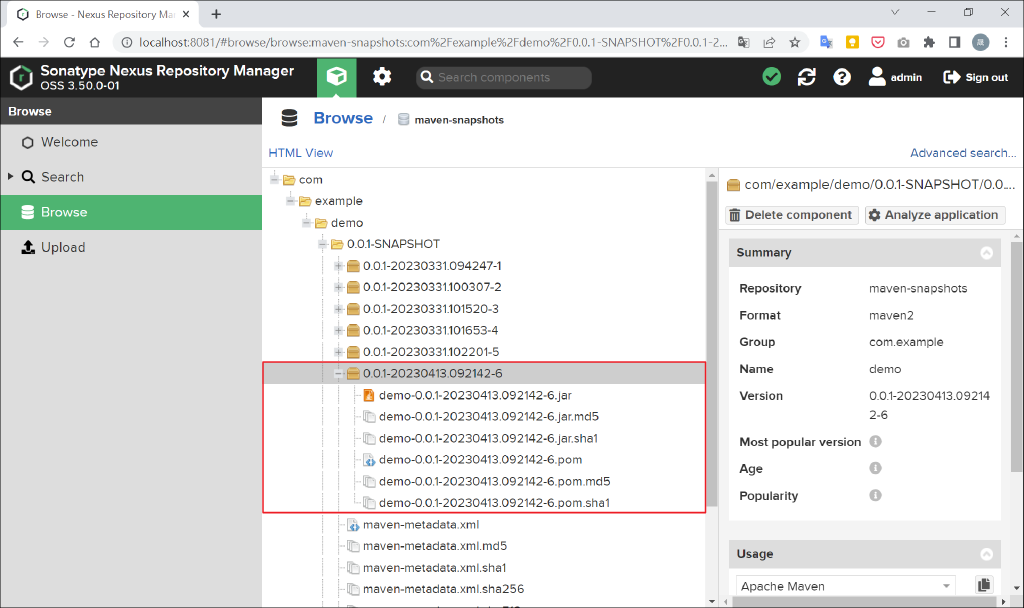 Browse - Nexus Repository Ma
localhost:8081/#browse/browse:maven-snapshots:com%2Fexample%2Fdemo%2F0.0.1-SNAPSHOT%2F0.0.1-2...
Sonatype Nexus Repository Manager
OSS 3.50.0-01
Search components
admin
Sign out
Browse
Welcome
Search
Browse
Upload
Browse / maven-snapshots
HTML View
Advanced search...
com
example
demo
0.0.1-SNAPSHOT
0.0.1-20230331.094247-1
0.0.1-20230331.100307-2
0.0.1-20230331.101520-3
0.0.1-20230331.101653-4
0.0.1-20230331.102201-5
0.0.1-20230413.092142-6
demo-0.0.1-20230413.092142-6.jar
demo-0.0.1-20230413.092142-6.jar.md5
demo-0.0.1-20230413.092142-6.jar.sha1
demo-0.0.1-20230413.092142-6.pom
demo-0.0.1-20230413.092142-6.pom.md5
demo-0.0.1-20230413.092142-6.pom.sha1
maven-metadata.xml
maven-metadata.xml.md5
maven-metadata.xml.sha1
maven-metadata.xml.sha256
com/example/demo/0.0.1-SNAPSHOT/0.0....
Delete component
Analyze application
Summary
Repository maven-snapshots
Format maven2
Group com.example
Name demo
Version 0.0.1-20230413.09214
2-6
Most popular version
Age
Popularity
Usage
Apache Maven